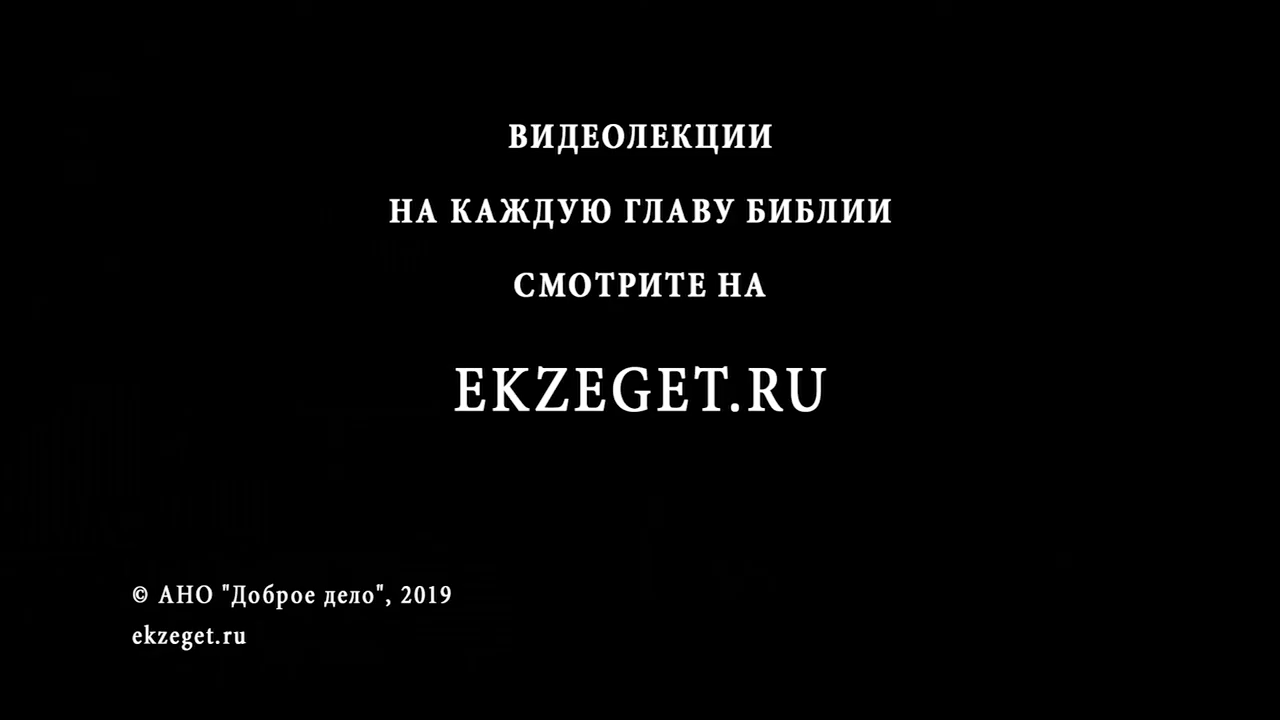 ВИДЕОЛЕКЦИИ
НА КАЖДУЮ ГЛАВУ БИБЛИИ
СМОТРИТЕ НА
EKZEGET.RU
© АНО "Доброе дело", 2019
ekzeget.ru